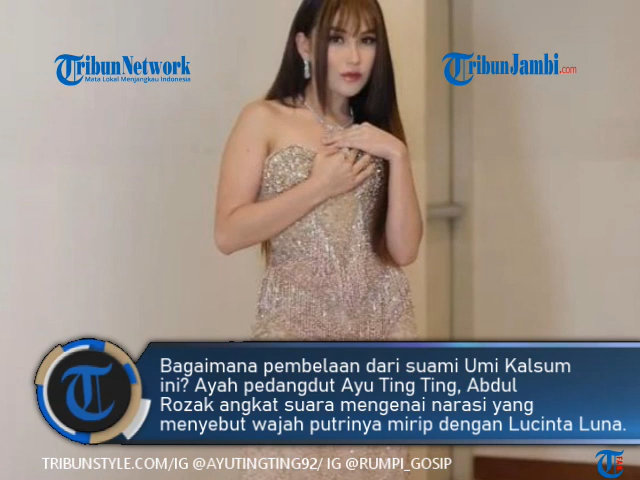 TribunNetwork
Mata Lokal Menjangkau Indonesia
TribunJambi.com
Bagaimana pembelaan dari suami Umi Kalsum
ini? Ayah pedangdut Ayu Ting Ting, Abdul
Rozak angkat suara mengenai narasi yang
menyebut wajah putrinya mirip dengan Lucinta Luna.
TRIBUNSTYLE.COM/IG @AYUTINGTING92/ IG @RUMPI_GOSIP